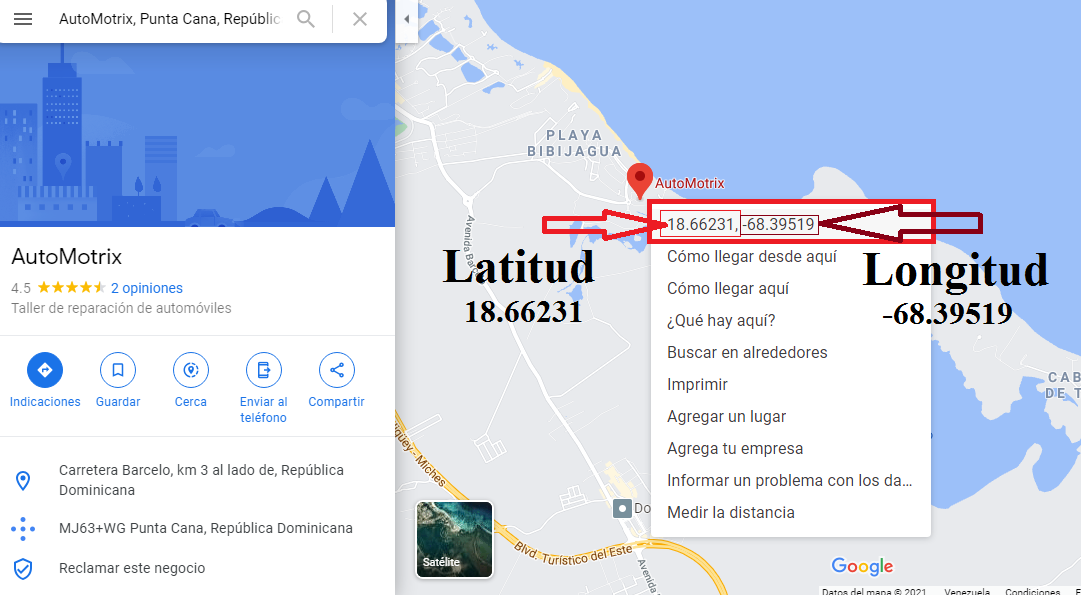 AutoMotrix, Punta Cana, Repúblic
AutoMotrix
4.5 2 opiniones
Taller de reparación de automóviles
Indicaciones
Guardar
Cerca
Enviar al
teléfono
Compartir
Carretera Barcelo, km 3 al lado de, República
Dominicana
MJ63+WG Punta Cana, República Dominicana
Reclamar este negocio
PLAYA
BIBIJAGUA
AutoMotrix
18.66231, -68.39519
Latitud
18.66231
Longitud
-68.39519
Cómo llegar desde aquí
Cómo llegar aquí
¿Qué hay aquí?
Buscar en alrededores
Imprimir
Agregar un lugar
Agrega tu empresa
Informar un problema con los da...
Medir la distancia
Avenida Barc
CAB
DE T
güey - Miches
Do
Satélite
Blvd. Turístico del Este
Avenida
Google
Datos del mapa © 2021 Venezuela Condiciones E